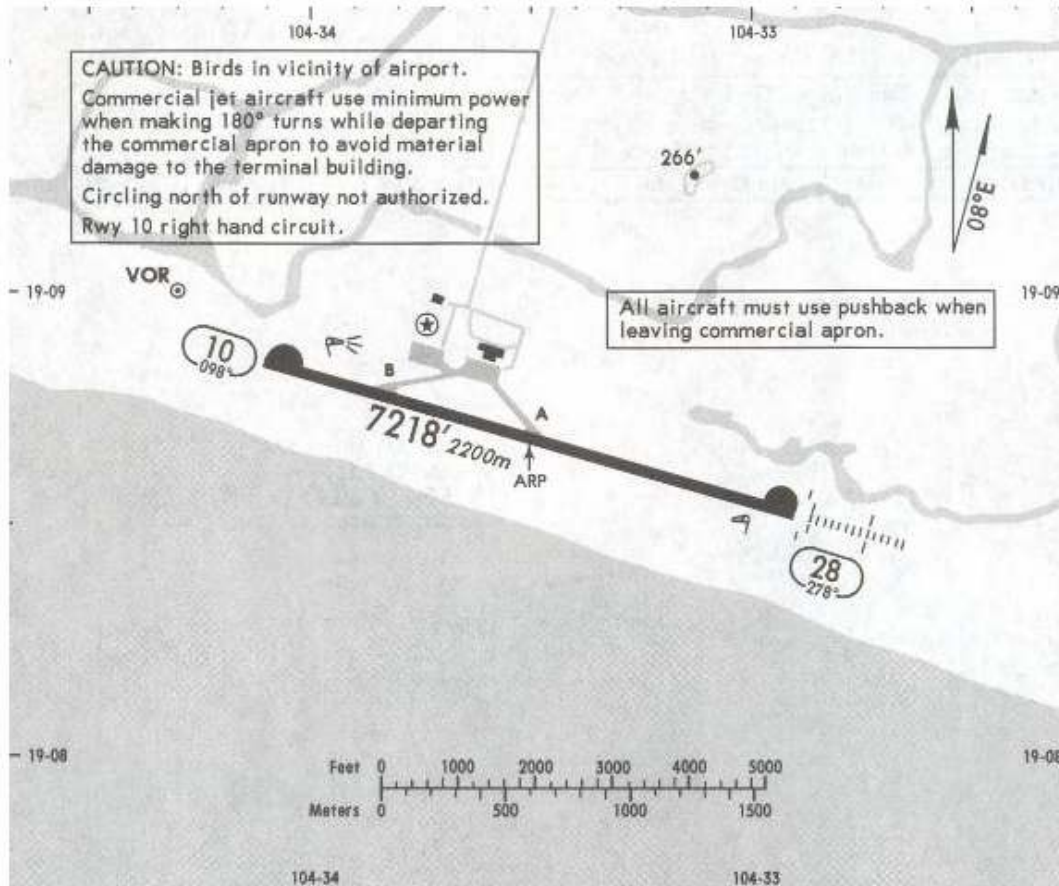 104-34
104-33
CAUTION: Birds in vicinity of airport.
Commercial jet aircraft use minimum power
when making 180° turns while departing
the commercial apron to avoid material
damage to the terminal building.
Circling north of runway not authorized.
Rwy 10 right hand circuit.
266'
08°E
VOR
19-09
19-09
All aircraft must use pushback when
leaving commercial apron.
10
098°
B
A
7218' 2200m
ARP
28
278°
19-08
19-08
Feet 0 1000 2000 3000 4000 5000
Meters 0 500 1000 1500
104-34
104-33